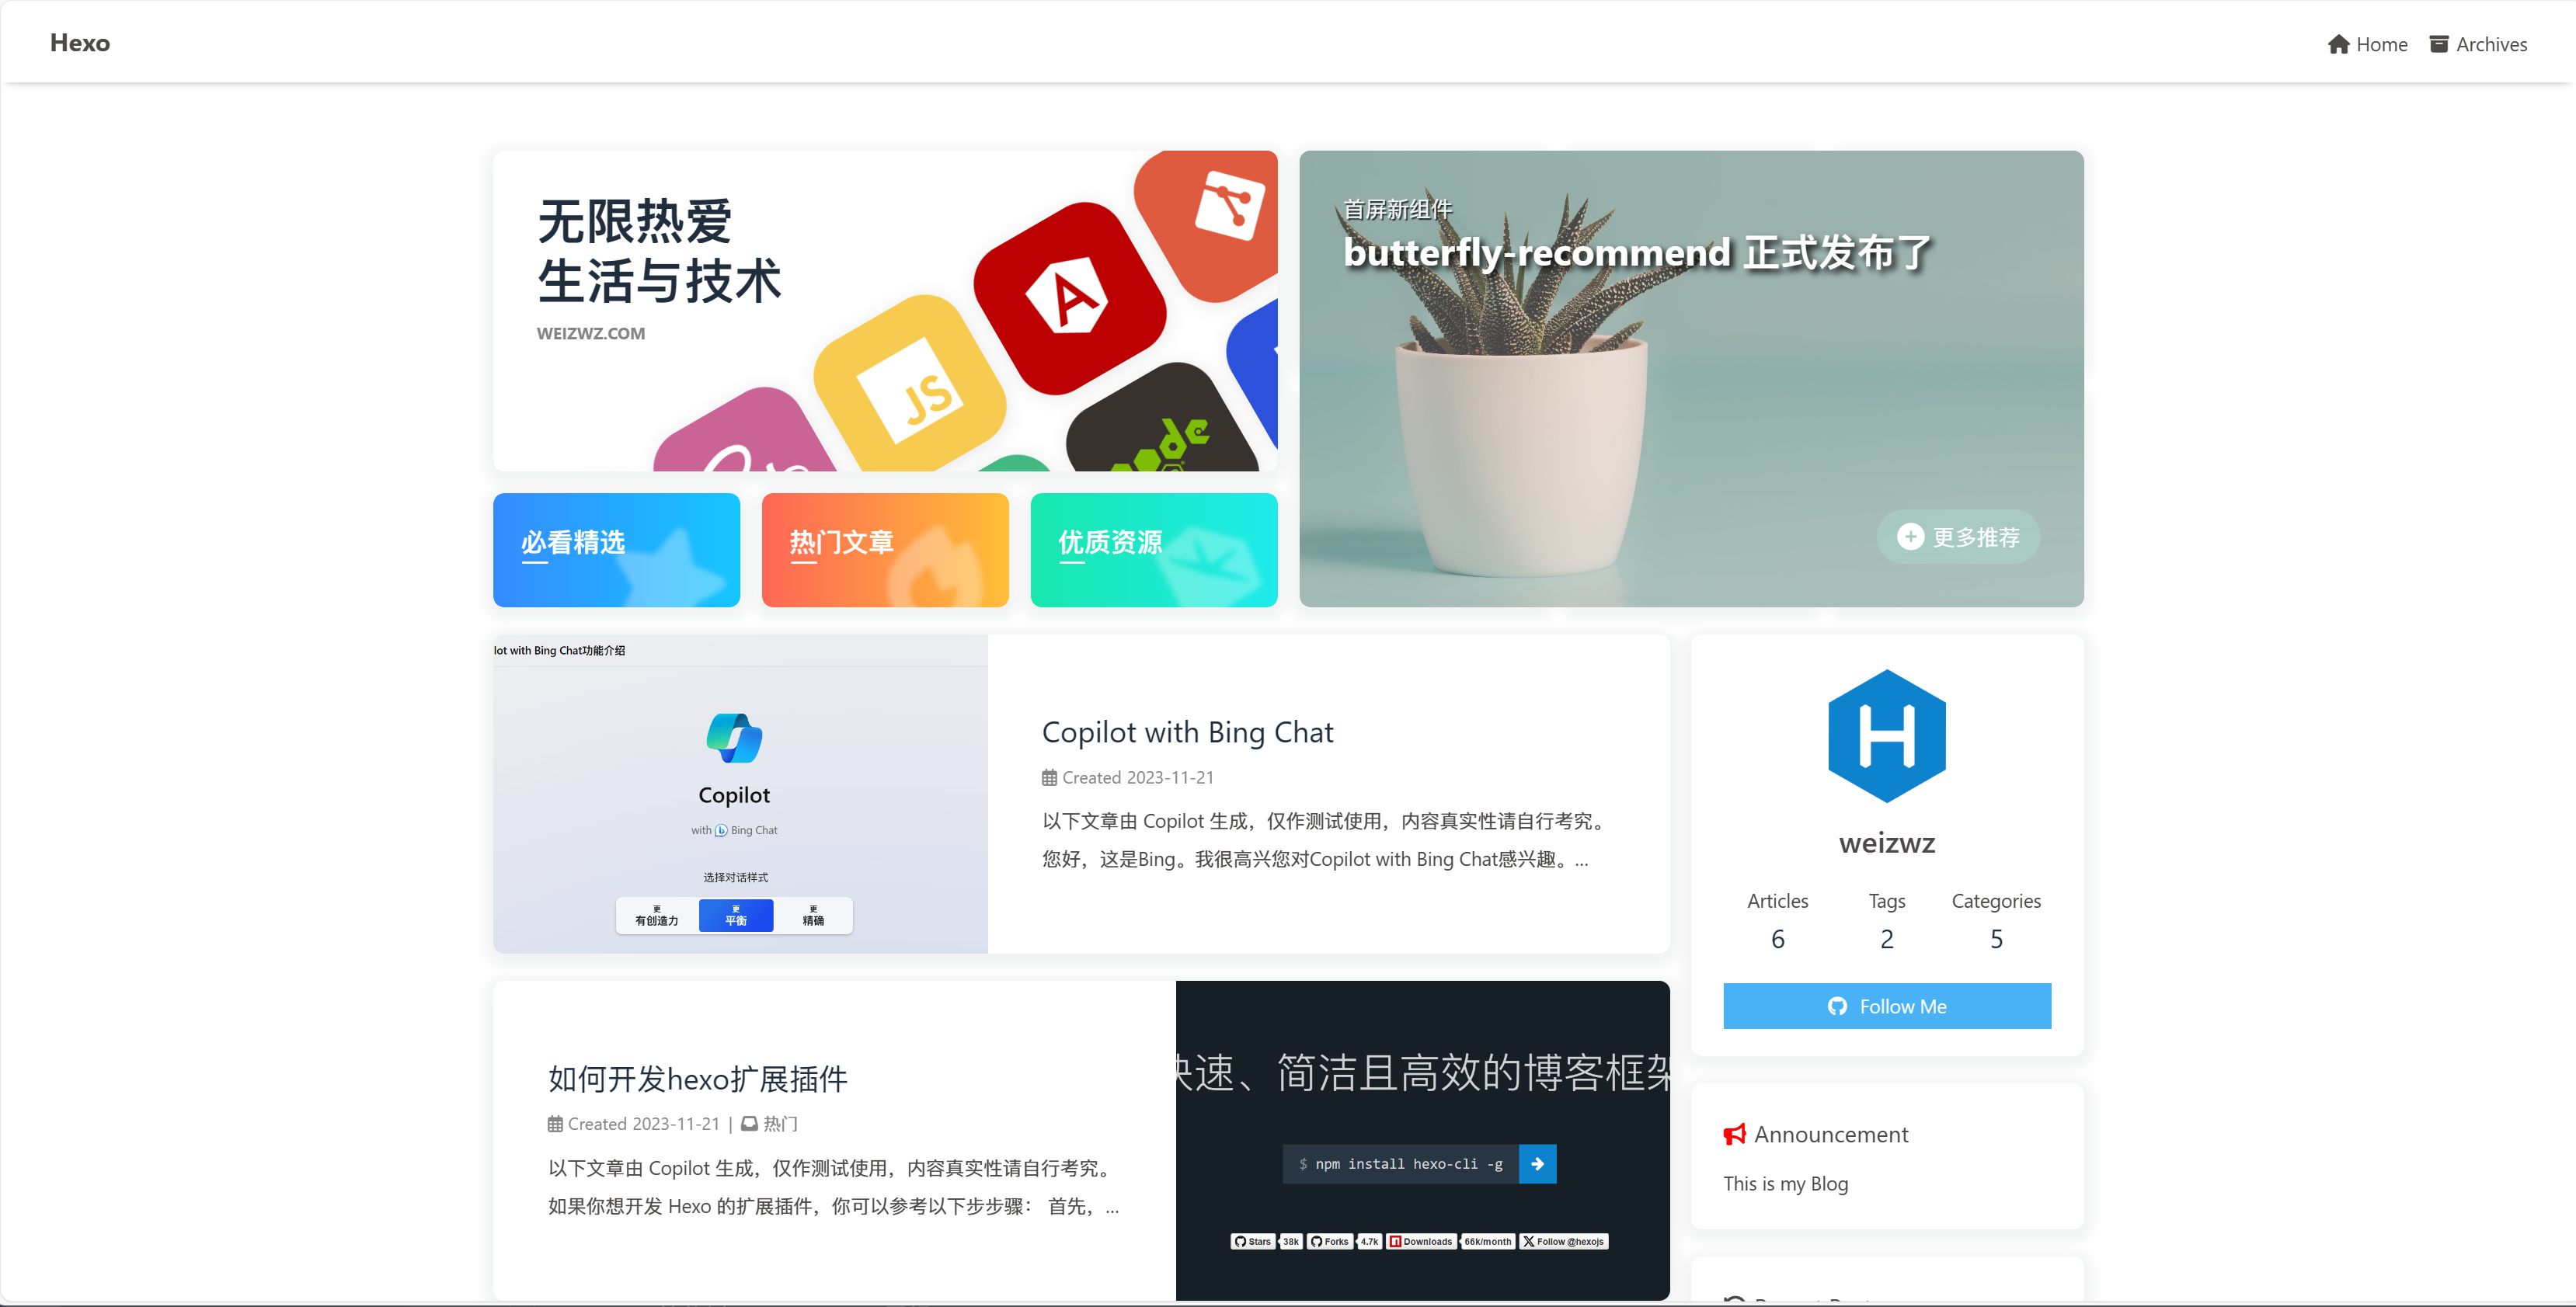 Hexo
Home
Archives
无限热爱
生活与技术
WEIZWZ.COM
JS
首屏新组件
butterfly-recommend 正式发布了
更多推荐
必看精选
热门文章
优质资源
lot with Bing Chat功能介绍
Copilot
with Bing Chat
选择对话样式
更
有创造力
更
平衡
更
精确
Copilot with Bing Chat
Created 2023-11-21
以下文章由 Copilot 生成，仅作测试使用，内容真实性请自行考究。
您好，这是Bing。我很高兴您对Copilot with Bing Chat感兴趣。...
weizwz
Articles
6
Tags
2
Categories
5
Follow Me
如何开发hexo扩展插件
Created 2023-11-21 | 热门
以下文章由 Copilot 生成，仅作测试使用，内容真实性请自行考究。
如果你想开发 Hexo 的扩展插件，你可以参考以下步步骤： 首先，...
快速、简洁且高效的博客框架
$ npm install hexo-cli -g
Stars 38k Forks 4.7k Downloads 66k/month Follow @hexojs
Announcement
This is my Blog